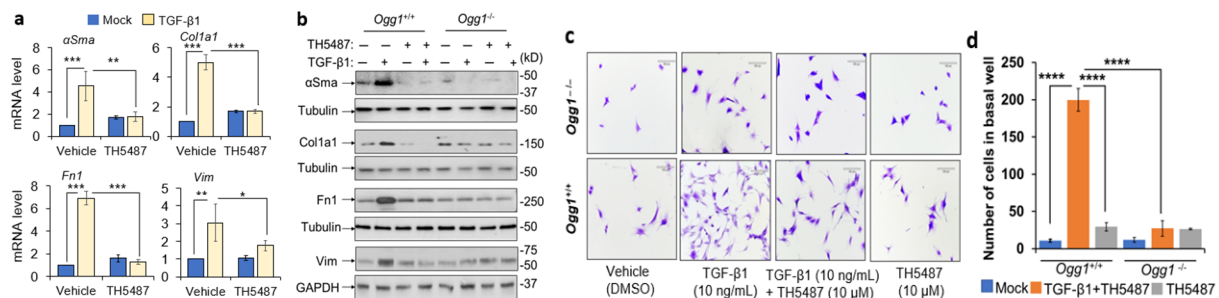 a
Mock TGF-β1
αSma
Col1a1
mRNA level
8
6
4
2
0
***
**
6
4
2
0
***
***
Vehicle TH5487
Vehicle TH5487
Fn1
Vim
mRNA level
8
6
4
2
0
***
***
5
4
3
2
1
0
**
*
Vehicle TH5487
Vehicle TH5487
b
Ogg1+/+ Ogg1-/-
TH5487: – – + + – – + +
TGF-β1: – + – + – + – + (kD)
αSma
-50
-37
Tubulin
-50
Col1a1
-150
Tubulin
-50
Fn1
-250
Tubulin
-50
Vim
-75
-50
GAPDH
-37
c
Ogg1–/–
Ogg1+/+
Vehicle
(DMSO)
TGF-β1
(10 ng/mL)
TGF-β1 (10 ng/mL)
+ TH5487 (10 μM)
TH5487
(10 μM)
d
Number of cells in basal well
250
200
150
100
50
0
****
****
****
Ogg1+/+ Ogg1-/-
Mock TGF-β1+TH5487 TH5487